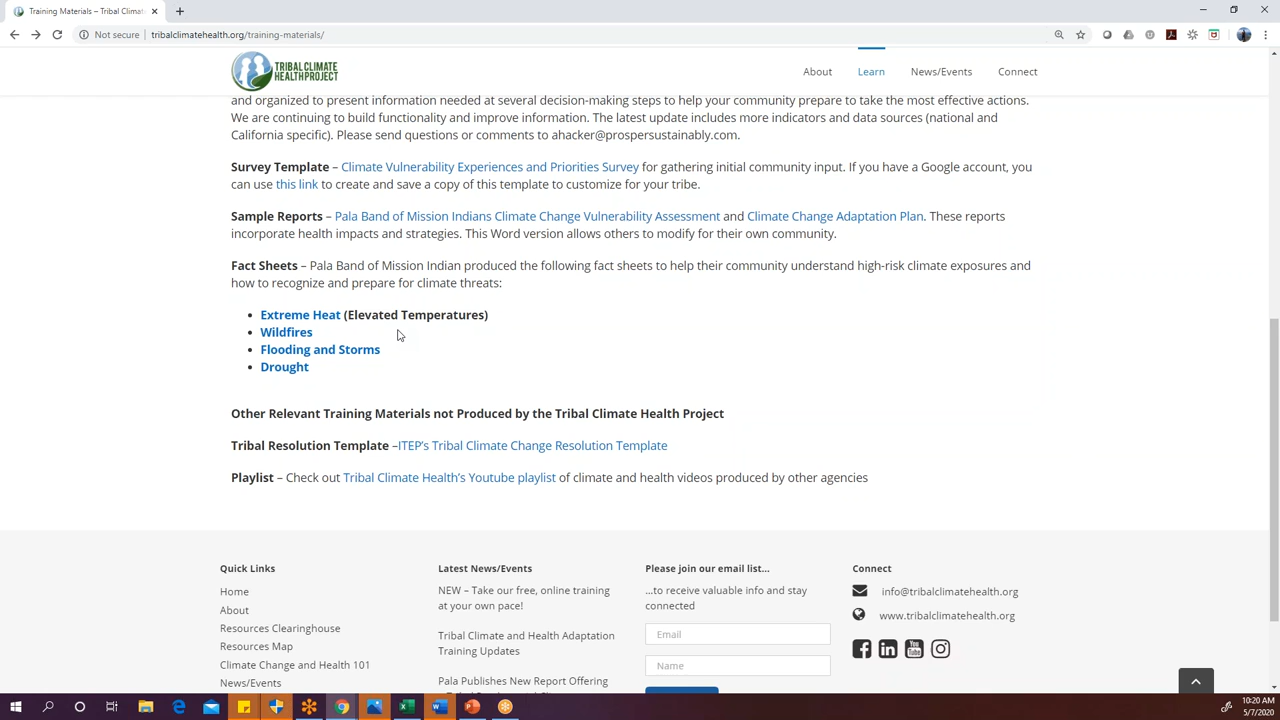 Training Materials – Tribal Clima
Not secure | tribalclimatehealth.org/training-materials/
TRIBAL CLIMATE
HEALTHPROJECT
About
Learn
News/Events
Connect
and organized to present information needed at several decision-making steps to help your community prepare to take the most effective actions.
We are continuing to build functionality and improve information. The latest update includes more indicators and data sources (national and
California specific). Please send questions or comments to ahacker@prospersustainably.com.
Survey Template – Climate Vulnerability Experiences and Priorities Survey for gathering initial community input. If you have a Google account, you
can use this link to create and save a copy of this template to customize for your tribe.
Sample Reports – Pala Band of Mission Indians Climate Change Vulnerability Assessment and Climate Change Adaptation Plan. These reports
incorporate health impacts and strategies. This Word version allows others to modify for their own community.
Fact Sheets – Pala Band of Mission Indian produced the following fact sheets to help their community understand high-risk climate exposures and
how to recognize and prepare for climate threats:
• Extreme Heat (Elevated Temperatures)
• Wildfires
• Flooding and Storms
• Drought
Other Relevant Training Materials not Produced by the Tribal Climate Health Project
Tribal Resolution Template –ITEP's Tribal Climate Change Resolution Template
Playlist – Check out Tribal Climate Health's Youtube playlist of climate and health videos produced by other agencies
Quick Links
Home
About
Resources Clearinghouse
Resources Map
Climate Change and Health 101
News/Events
Latest News/Events
NEW – Take our free, online training
at your own pace!
Tribal Climate and Health Adaptation
Training Updates
Pala Publishes New Report Offering
Please join our email list...
...to receive valuable info and stay
connected
Email
Name
Connect
info@tribalclimatehealth.org
www.tribalclimatehealth.org
10:20 AM
5/7/2020